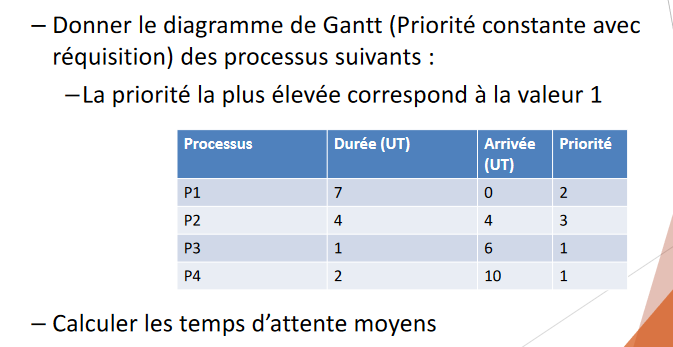 – Donner le diagramme de Gantt (Priorité constante avec
réquisition) des processus suivants :
–La priorité la plus élevée correspond à la valeur 1
Processus Durée (UT) Arrivée (UT) Priorité
P1 7 0 2
P2 4 4 3
P3 1 6 1
P4 2 10 1
– Calculer les temps d’attente moyens